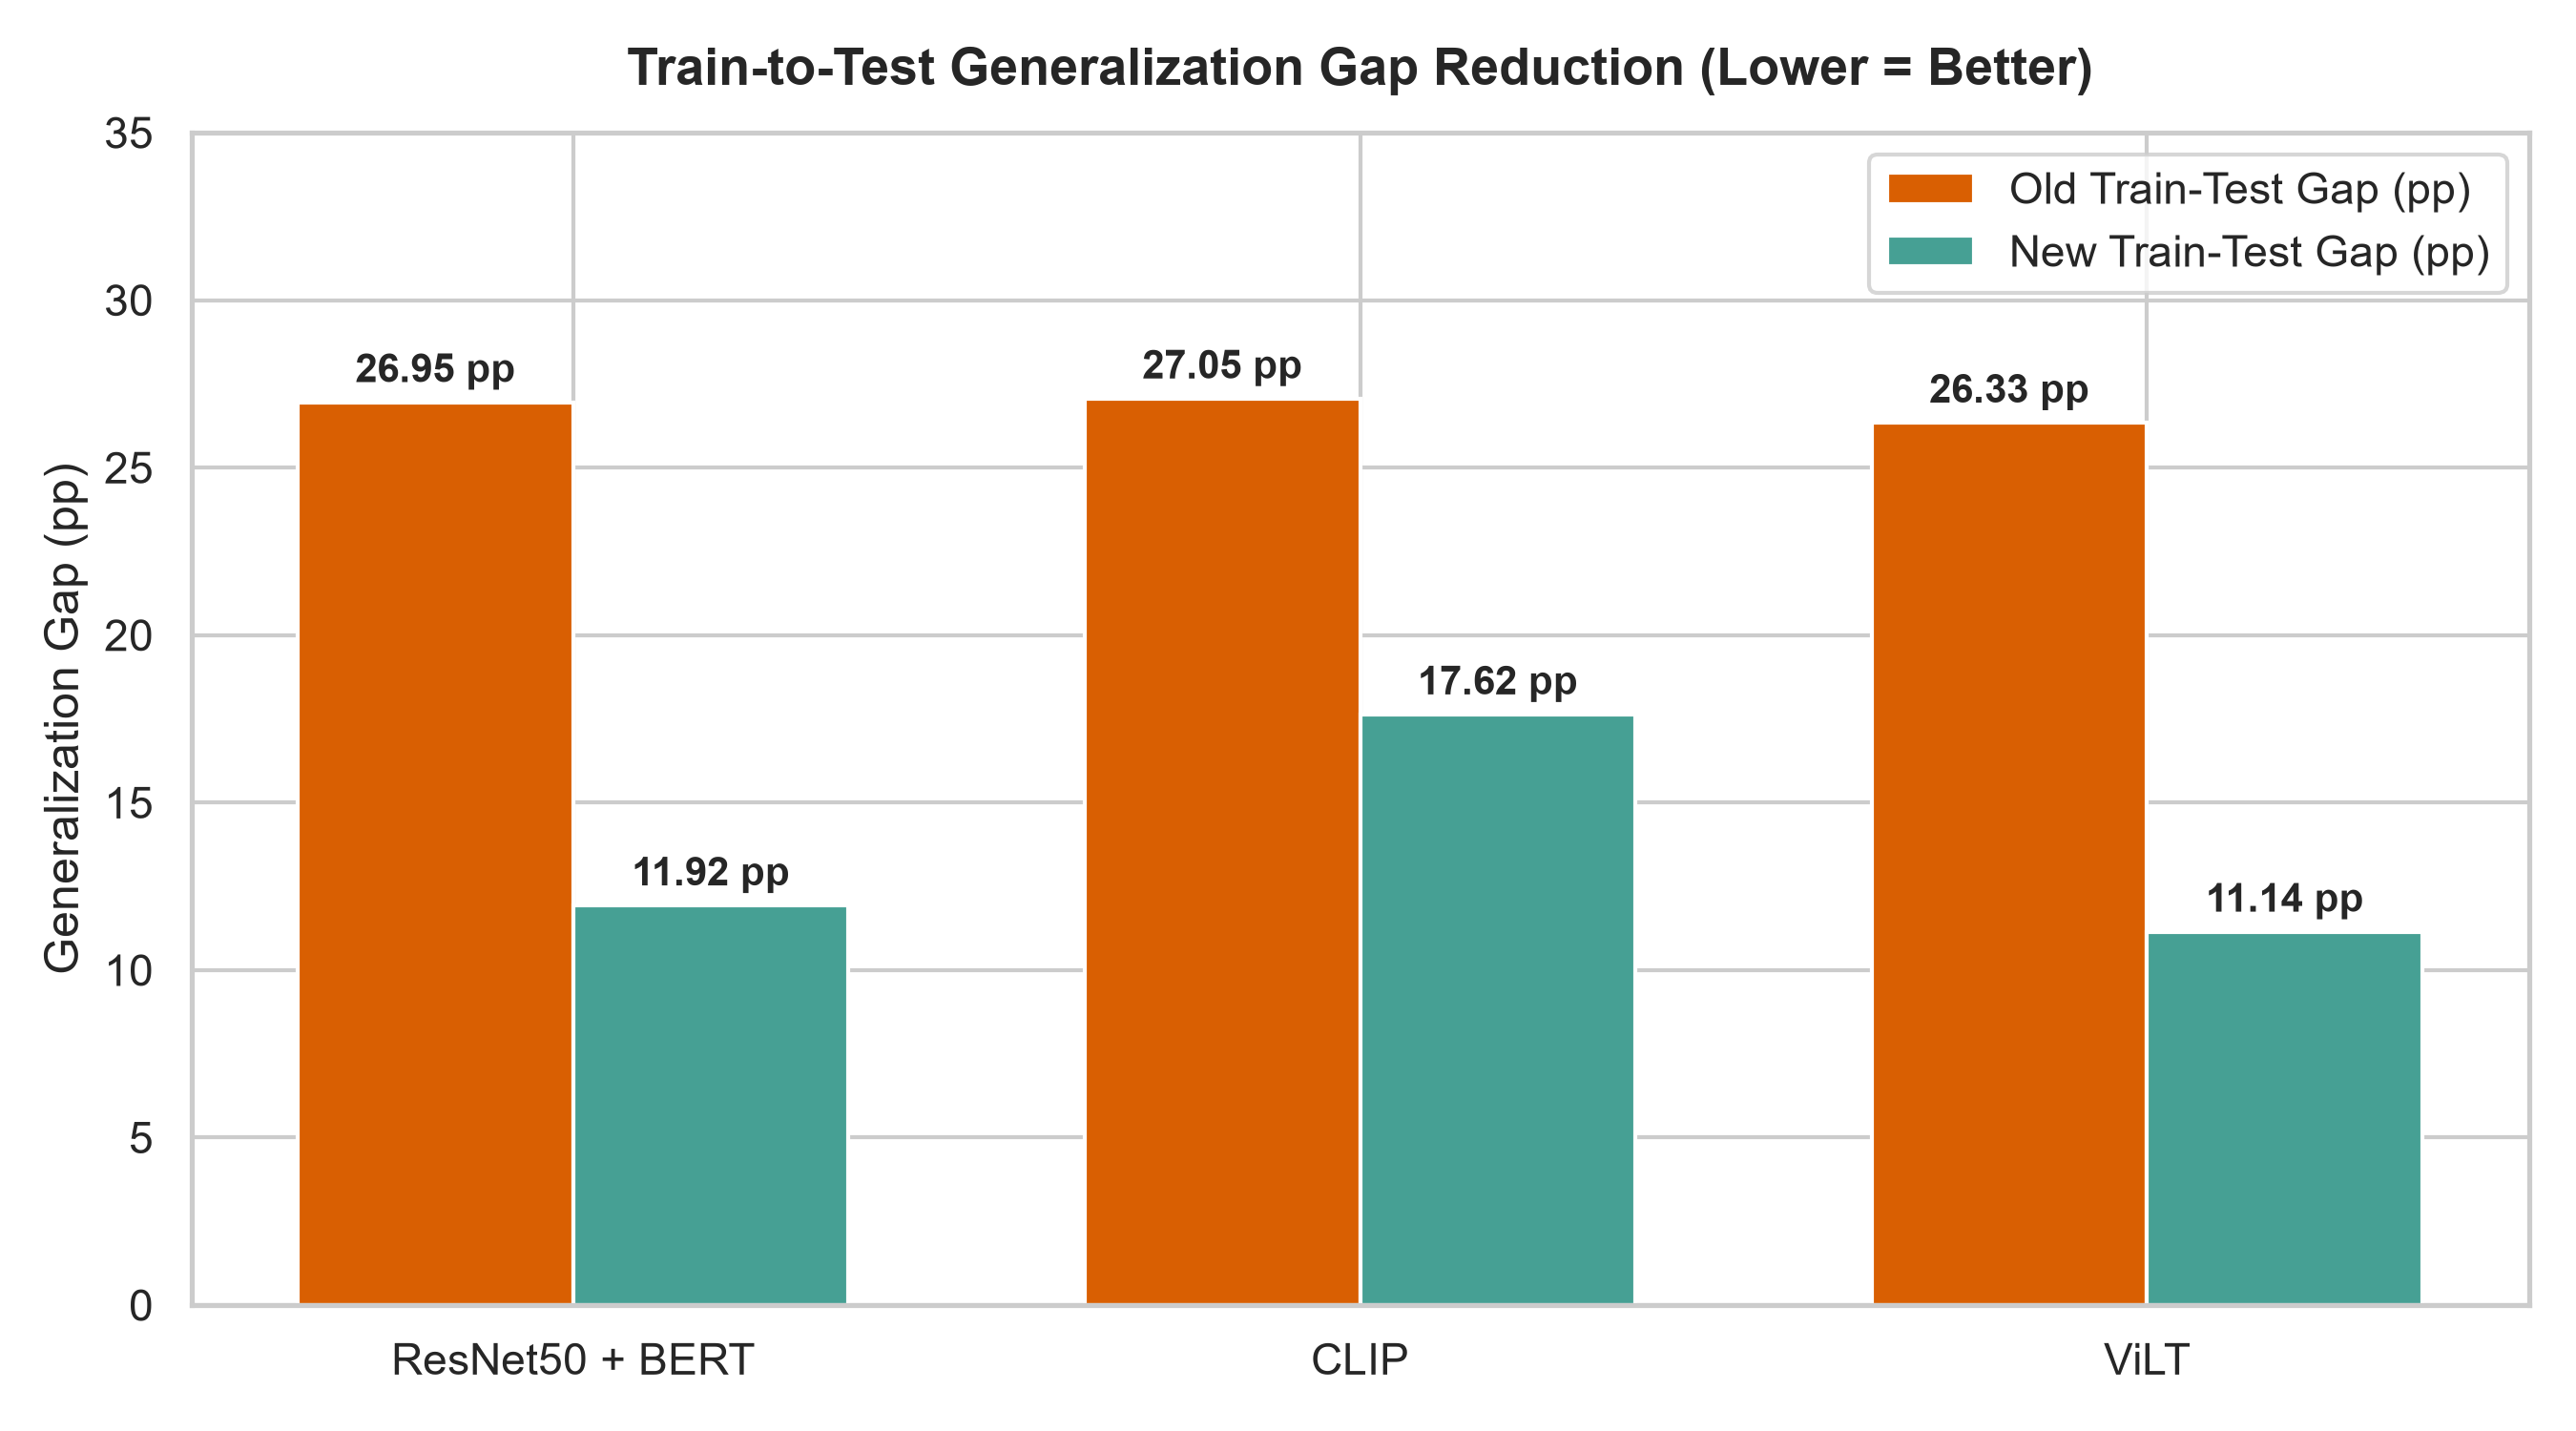 Train-to-Test Generalization Gap Reduction (Lower = Better)
Old Train-Test Gap (pp)
New Train-Test Gap (pp)
Generalization Gap (pp)
35
30
25
20
15
10
5
0
26.95 pp
11.92 pp
27.05 pp
17.62 pp
26.33 pp
11.14 pp
ResNet50 + BERT
CLIP
ViLT